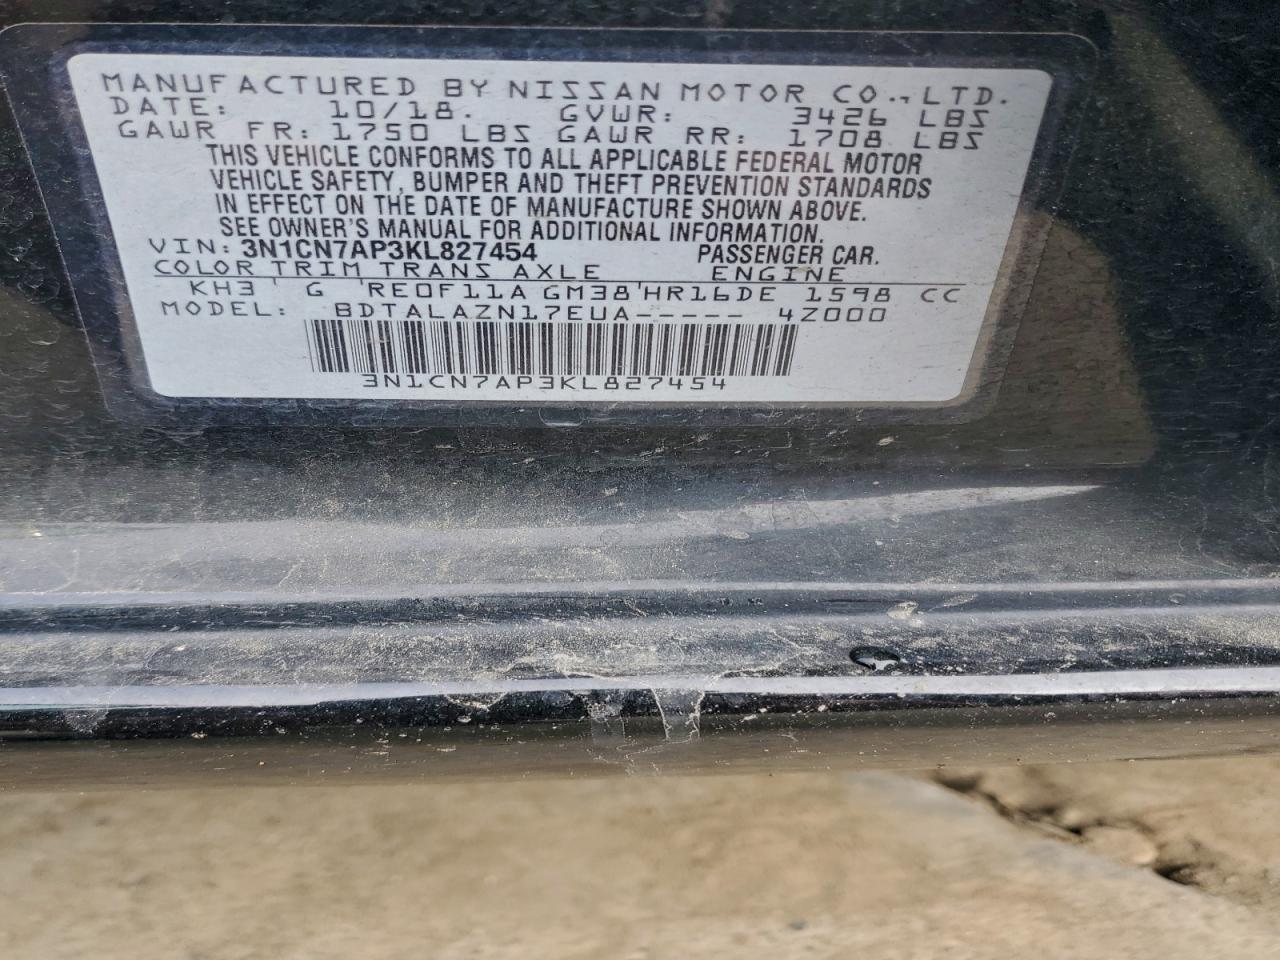 MANUFACTURED BY NISSAN MOTOR CO., LTD.
DATE: 10/18. GVWR: 3426 LBS
GAWR FR: 1750 LBS GAWR RR: 1708 LBS
THIS VEHICLE CONFORMS TO ALL APPLICABLE FEDERAL MOTOR
VEHICLE SAFETY, BUMPER AND THEFT PREVENTION STANDARDS
IN EFFECT ON THE DATE OF MANUFACTURE SHOWN ABOVE.
SEE OWNER'S MANUAL FOR ADDITIONAL INFORMATION.
VIN: 3N1CN7AP3KL827454 PASSENGER CAR.
COLOR TRIM TRANS AXLE ENGINE
KH3 ' G 'RE0F11A GM38'HR16DE 1598 CC
MODEL: BDTALAZN17EUA----- 4Z000
3N1CN7AP3KL827454